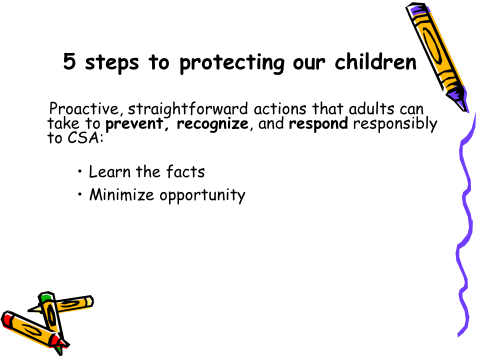 5 steps to protecting our children
Proactive, straightforward actions that adults can
take to prevent, recognize, and respond responsibly
to CSA:
• Learn the facts
• Minimize opportunity